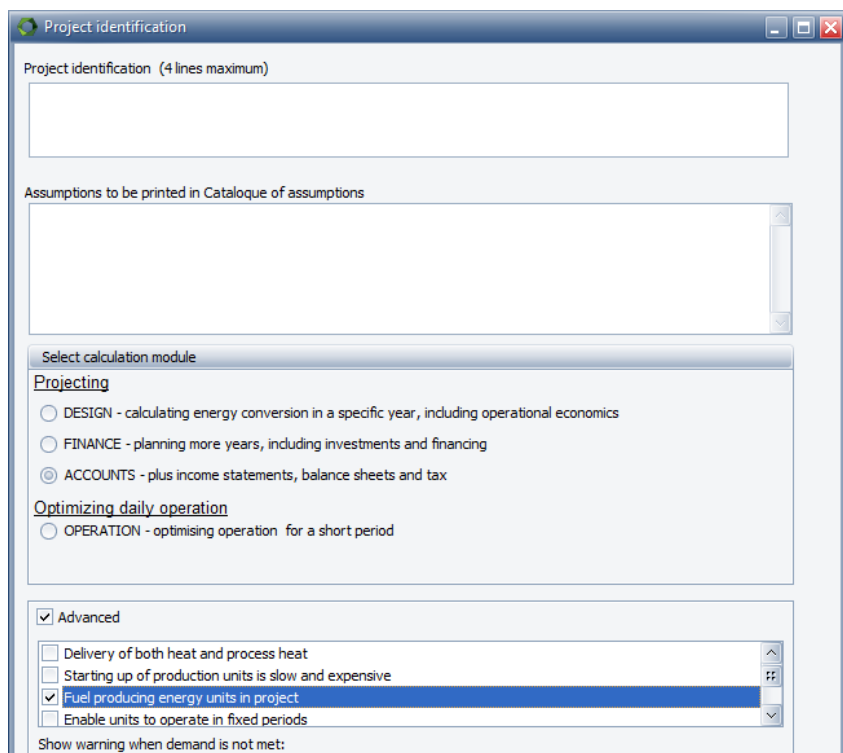 Project identification
Project identification (4 lines maximum)
Assumptions to be printed in Cataloque of assumptions
Select calculation module
Projecting
DESIGN - calculating energy conversion in a specific year, including operational economics
FINANCE - planning more years, including investments and financing
ACCOUNTS - plus income statements, balance sheets and tax
Optimizing daily operation
OPERATION - optimising operation for a short period
Advanced
Delivery of both heat and process heat
Starting up of production units is slow and expensive
Fuel producing energy units in project
Enable units to operate in fixed periods
Show warning when demand is not met: